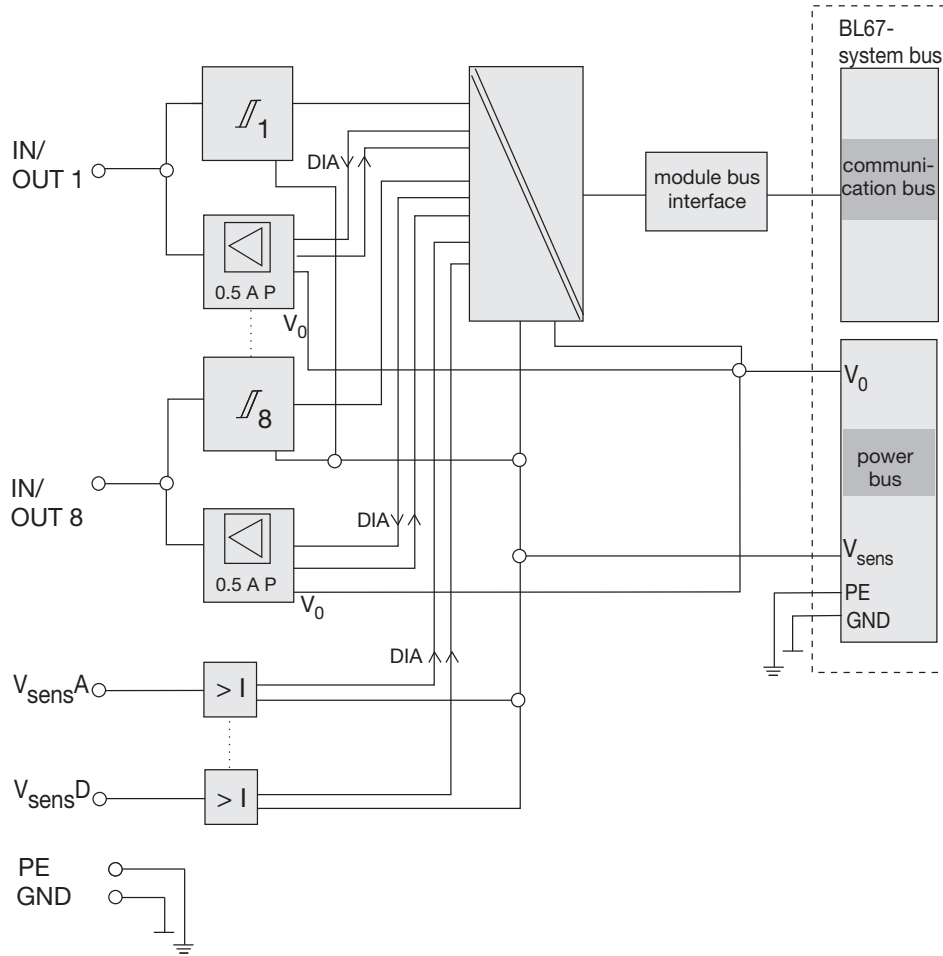 BL67-
system bus
IN/
OUT 1
1
DIA
communi-
cation bus
module bus
interface
0.5 A P
V0
V0
8
power
bus
IN/
OUT 8
DIA
Vsens
0.5 A P
V0
PE
GND
DIA
VsensA
> I
VsensD
> I
PE
GND